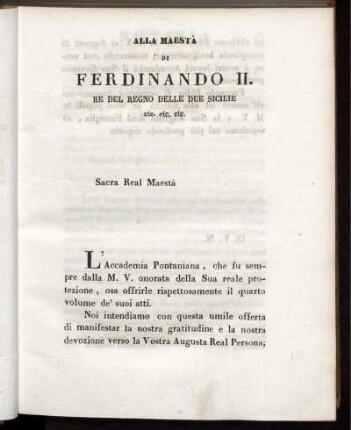 ALLA MAESTÀ
DI
FERDINANDO II.
RE DEL REGNO DELLE DUE SICILIE
etc. etc. etc.
Sacra Real Maestà
L'Accademia Pontaniana, che fu sem-
pre dalla M. V. onorata della Sua reale pro-
tezione, osa offrirle rispettosamente il quarto
volume de' suoi atti.
Noi intendiamo con questa umile offerta
di manifestar la nostra gratitudine e la nostra
devozione verso la Vostra Augusta Real Persona;